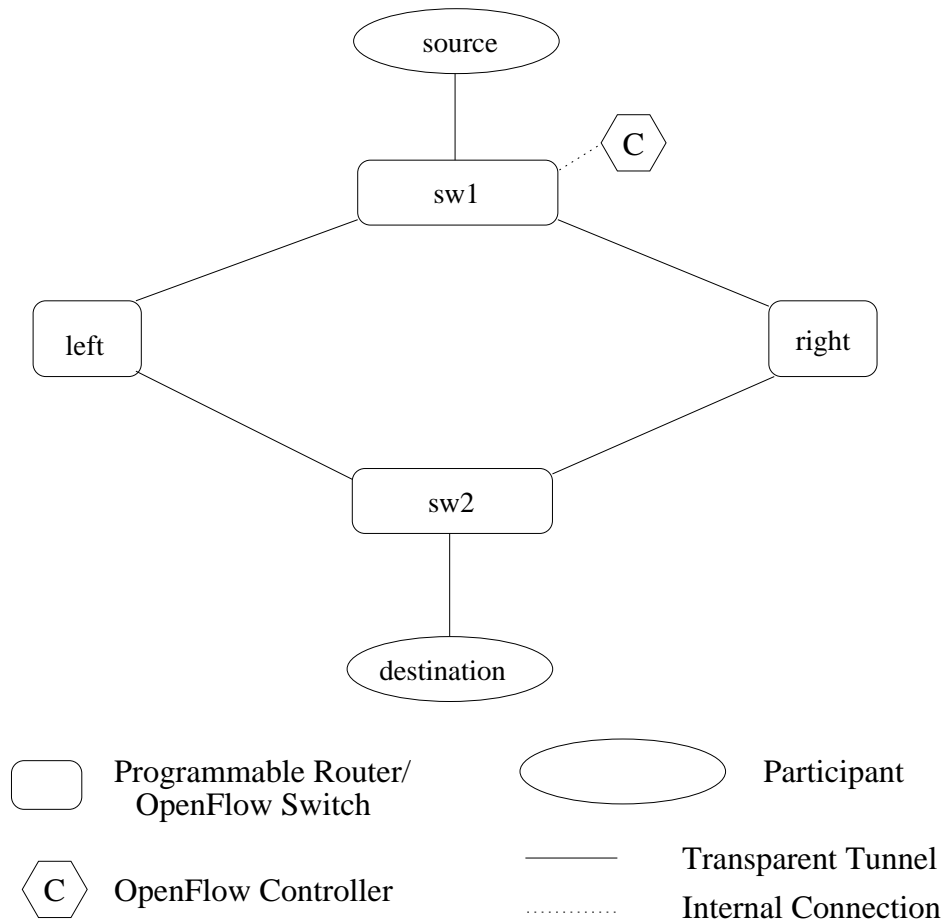 source
C
sw1
left
right
sw2
destination
Programmable Router/
OpenFlow Switch
Participant
C
OpenFlow Controller
Transparent Tunnel
Internal Connection